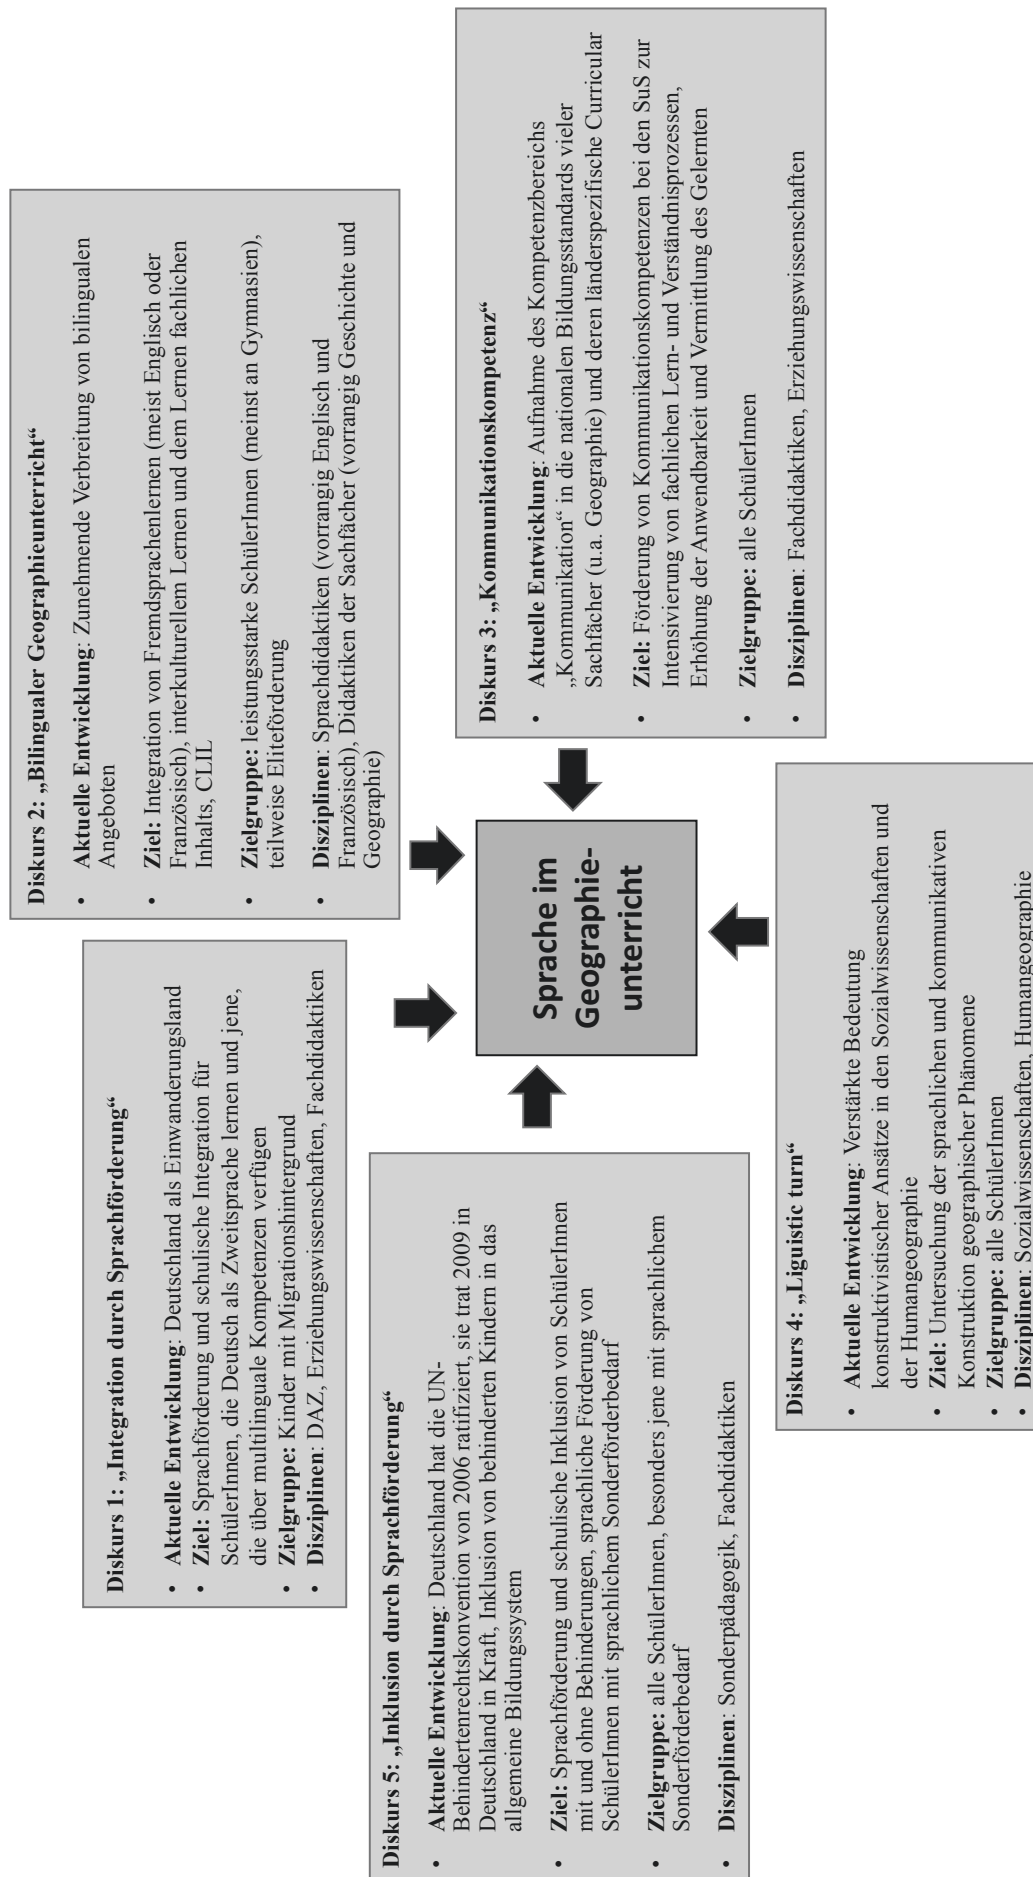 Diskurs 1: „Integration durch Sprachförderung“
• Aktuelle Entwicklung: Deutschland als Einwanderungsland
• Ziel: Sprachförderung und schulische Integration für
SchülerInnen, die Deutsch als Zweitsprache lernen und jene,
die über multilinguale Kompetenzen verfügen
• Zielgruppe: Kinder mit Migrationshintergrund
• Disziplinen: DAZ, Erziehungswissenschaften, Fachdidaktiken
Diskurs 2: „Bilingualer Geographieunterricht“
• Aktuelle Entwicklung: Zunehmende Verbreitung von bilingualen
Angeboten
• Ziel: Integration von Fremdsprachenlernen (meist Englisch oder
Französisch), interkulturellem Lernen und dem Lernen fachlichen
Inhalts, CLIL
• Zielgruppe: leistungsstarke SchülerInnen (meinst an Gymnasien),
teilweise Eliteförderung
• Disziplinen: Sprachdidaktiken (vorrangig Englisch und
Französisch), Didaktiken der Sachfächer (vorrangig Geschichte und
Geographie)
Diskurs 5: „Inklusion durch Sprachförderung“
• Aktuelle Entwicklung: Deutschland hat die UN-
Behindertenrechtskonvention von 2006 ratifiziert, sie trat 2009 in
Deutschland in Kraft, Inklusion von behinderten Kindern in das
allgemeine Bildungssystem
• Ziel: Sprachförderung und schulische Inklusion von SchülerInnen
mit und ohne Behinderungen, sprachliche Förderung von
SchülerInnen mit sprachlichem Sonderförderbedarf
• Zielgruppe: alle SchülerInnen, besonders jene mit sprachlichem
Sonderförderbedarf
• Disziplinen: Sonderpädagogik, Fachdidaktiken
Sprache im
Geographie-
unterricht
Diskurs 3: „Kommunikationskompetenz“
• Aktuelle Entwicklung: Aufnahme des Kompetenzbereichs
„Kommunikation“ in die nationalen Bildungsstandards vieler
Sachfächer (u.a. Geographie) und deren länderspezifische Curricular
• Ziel: Förderung von Kommunikationskompetenzen bei den SuS zur
Intensivierung von fachlichen Lern- und Verständnisprozessen,
Erhöhung der Anwendbarkeit und Vermittlung des Gelernten
• Zielgruppe: alle SchülerInnen
• Disziplinen: Fachdidaktiken, Erziehungswissenschaften
Diskurs 4: „Liguistic turn“
• Aktuelle Entwicklung: Verstärkte Bedeutung
konstruktivistischer Ansätze in den Sozialwissenschaften und
der Humangeographie
• Ziel: Untersuchung der sprachlichen und kommunikativen
Konstruktion geographischer Phänomene
• Zielgruppe: alle SchülerInnen
• Disziplinen: Sozialwissenschaften, Humangeographie